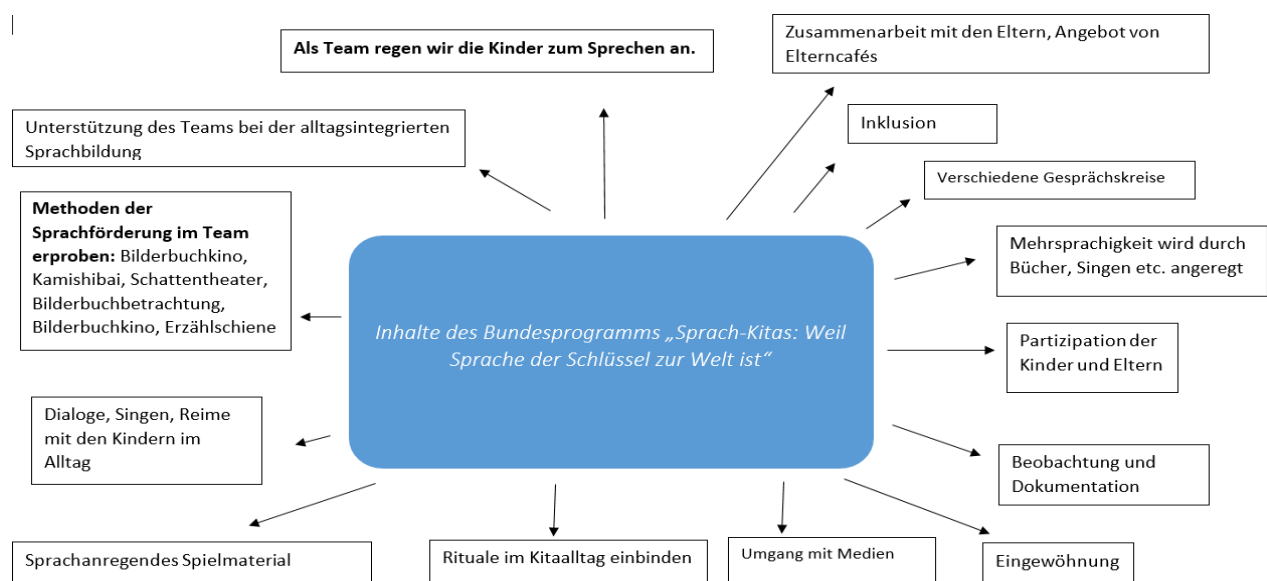 Als Team regen wir die Kinder zum Sprechen an.
Zusammenarbeit mit den Eltern, Angebot von
Elterncafés
Unterstützung des Teams bei der alltagsintegrierten
Sprachbildung
Inklusion
Verschiedene Gesprächskreise
Methoden der
Sprachförderung im Team
erproben: Bilderbuchkino,
Kamishibai, Schattentheater,
Bilderbuchbetrachtung,
Bilderbuchkino, Erzählschiene
Mehrsprachigkeit wird durch
Bücher, Singen etc. angeregt
Inhalte des Bundesprogramms „Sprach-Kitas: Weil
Sprache der Schlüssel zur Welt ist“
Partizipation der
Kinder und Eltern
Dialoge, Singen, Reime
mit den Kindern im
Alltag
Beobachtung und
Dokumentation
Sprachanregendes Spielmaterial
Rituale im Kitaalltag einbinden
Umgang mit Medien
Eingewöhnung